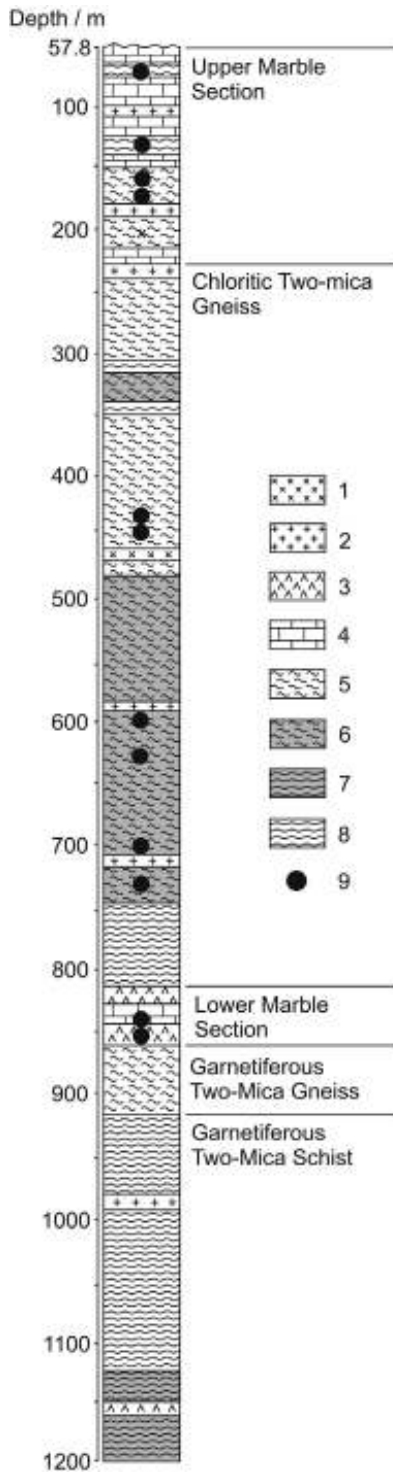 Depth / m
57.8
Upper Marble
Section
100
200
Chloritic Two-mica
Gneiss
300
400
1
2
500
3
4
5
600
6
7
700
8
9
800
Lower Marble
Section
Garnetiferous
Two-Mica Gneiss
900
Garnetiferous
Two-Mica Schist
1000
1100
1200